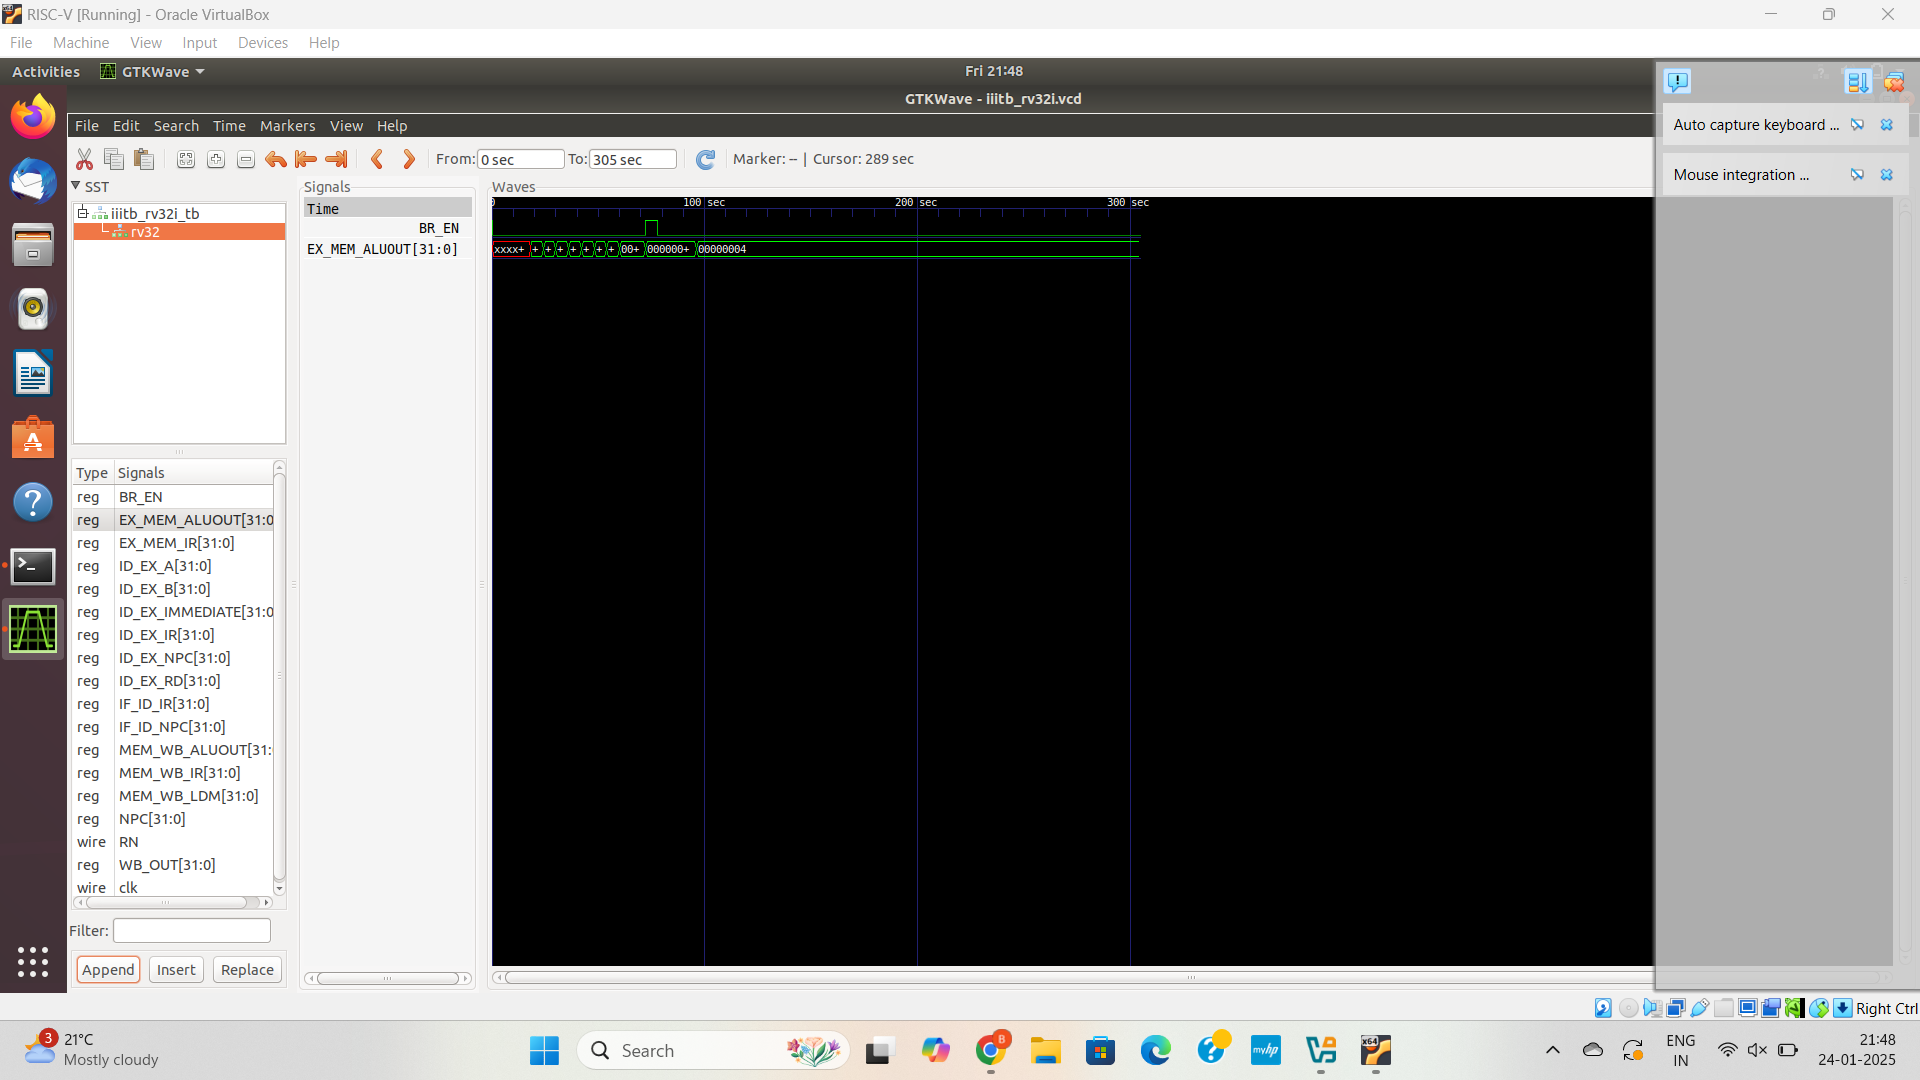 RISC-V [Running] - Oracle VirtualBox
File Machine View Input Devices Help
Activities GTKWave Fri 21:48
GTKWave - iiitb_rv32i.vcd
File Edit Search Time Markers View Help
From: 0 sec To: 305 sec Marker: -- | Cursor: 289 sec
SST
iiitb_rv32i_tb
rv32
Type Signals
reg BR_EN
reg EX_MEM_ALUOUT[31:0
reg EX_MEM_IR[31:0]
reg ID_EX_A[31:0]
reg ID_EX_B[31:0]
reg ID_EX_IMMEDIATE[31:0
reg ID_EX_IR[31:0]
reg ID_EX_NPC[31:0]
reg ID_EX_RD[31:0]
reg IF_ID_IR[31:0]
reg IF_ID_NPC[31:0]
reg MEM_WB_ALUOUT[31:
reg MEM_WB_IR[31:0]
reg MEM_WB_LDM[31:0]
reg NPC[31:0]
wire RN
reg WB_OUT[31:0]
wire clk
Filter:
Append Insert Replace
Signals
Time
BR_EN
EX_MEM_ALUOUT[31:0]
Waves
0 100 sec 200 sec 300 sec
xxxx+ + + + + + + + 00+ 000000+ 00000004
Auto capture keyboard ...
Mouse integration ...
Right Ctrl
3
21°C
Mostly cloudy
Search
B
myhp
x64
ENG
IN
21:48
24-01-2025